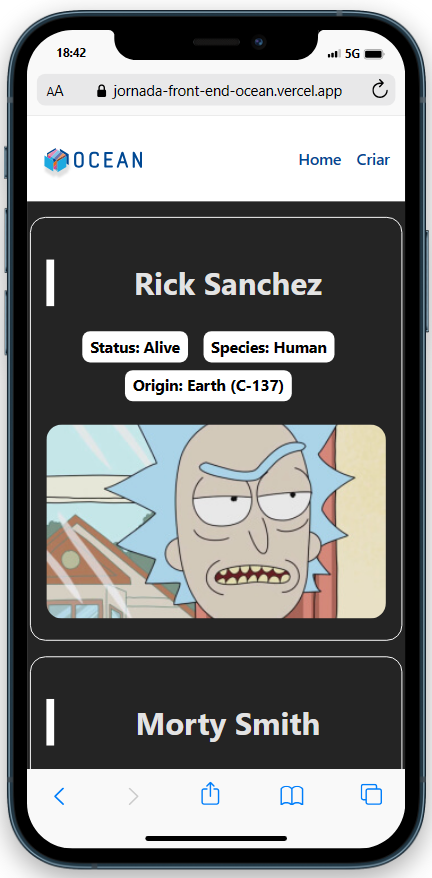 18:42 5G
AA jornada-front-end-ocean.vercel.app
OCEAN Home Criar
Rick Sanchez
Status: Alive Species: Human
Origin: Earth (C-137)
Morty Smith